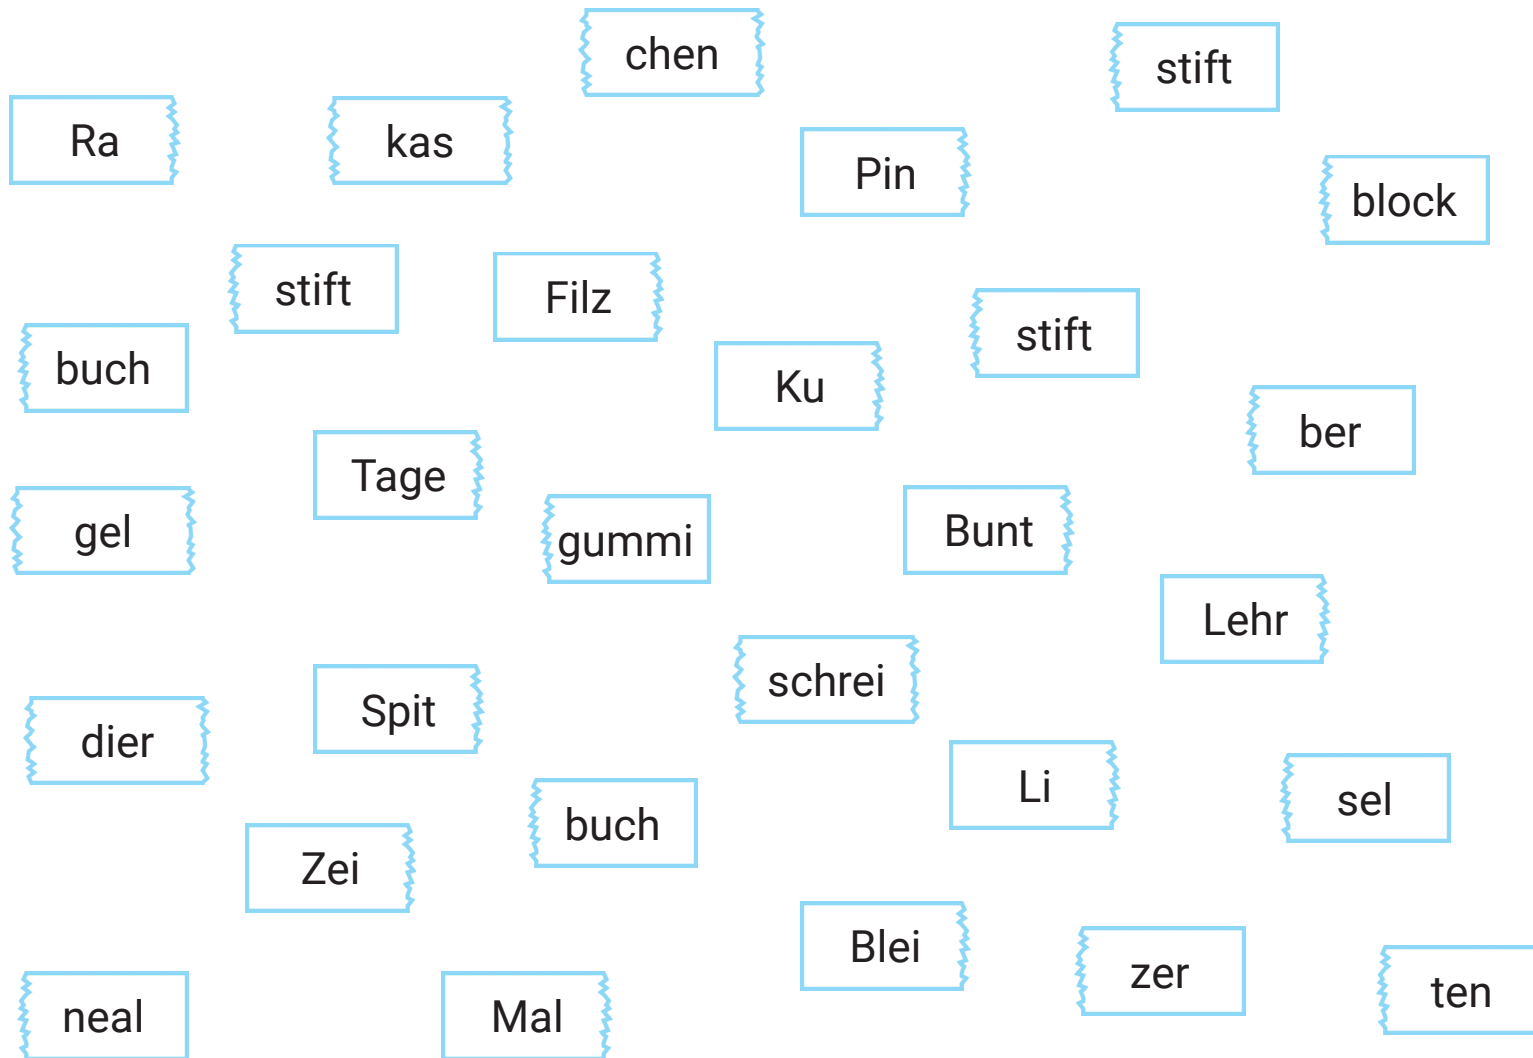 chen
stift
Ra
kas
Pin
block
stift
Filz
stift
buch
Ku
ber
Tage
gel
gummi
Bunt
Lehr
schrei
Spit
dier
Li
sel
buch
Zei
Blei
zer
ten
neal
Mal